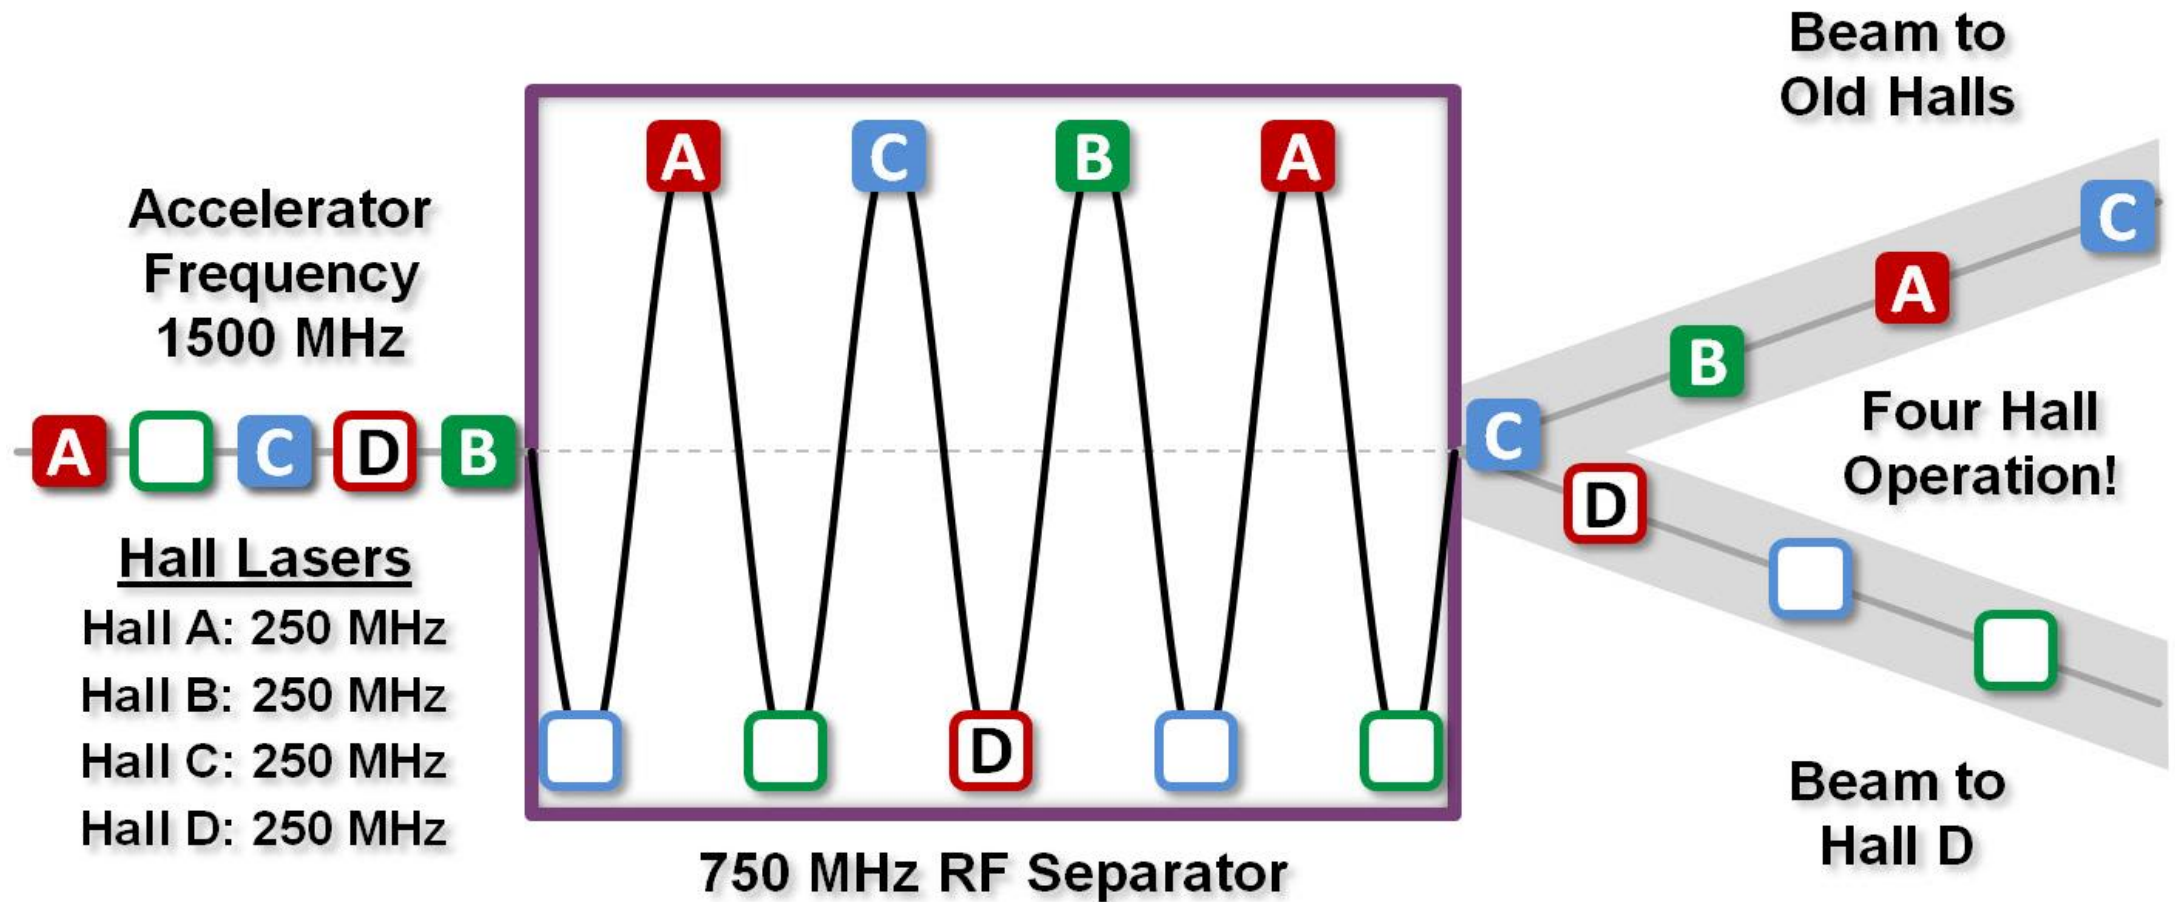 Accelerator
Frequency
1500 MHz
A C D B
Hall Lasers
Hall A: 250 MHz
Hall B: 250 MHz
Hall C: 250 MHz
Hall D: 250 MHz
A C B A
D
750 MHz RF Separator
Beam to
Old Halls
C
A
B
C
D
Four Hall
Operation!
Beam to
Hall D